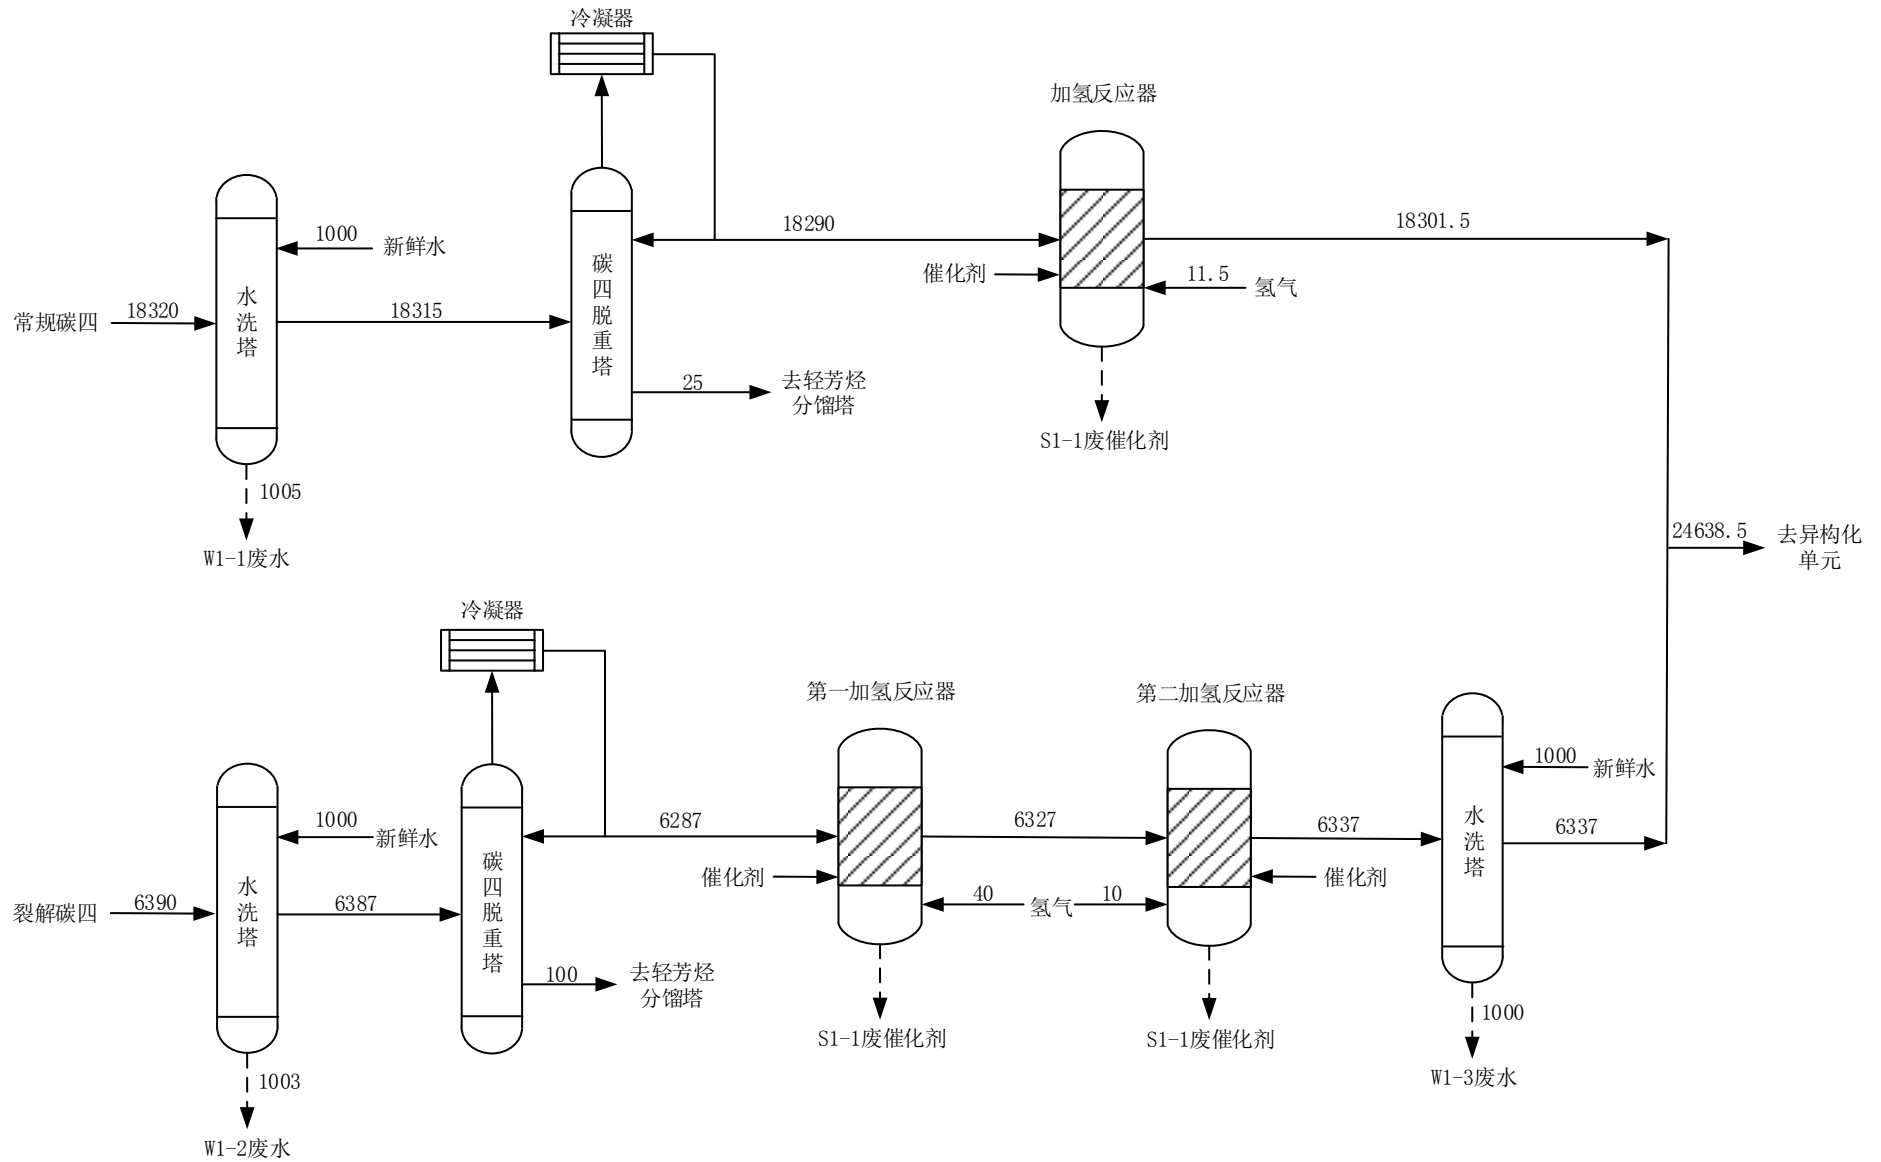 冷凝器
加氢反应器
18290
18301.5
1000
新鲜水
碳四脱重塔
催化剂
11.5
氢气
水洗塔
常规碳四
18320
18315
25
去轻芳烃
分馏塔
S1-1废催化剂
1005
W1-1废水
24638.5
去异构化
单元
冷凝器
第一加氢反应器
第二加氢反应器
1000
新鲜水
6287
6327
6337
水洗塔
6337
1000
新鲜水
碳四脱重塔
催化剂
催化剂
水洗塔
裂解碳四
6390
6387
40
氢气
10
100
去轻芳烃
分馏塔
S1-1废催化剂
S1-1废催化剂
1000
W1-3废水
1003
W1-2废水